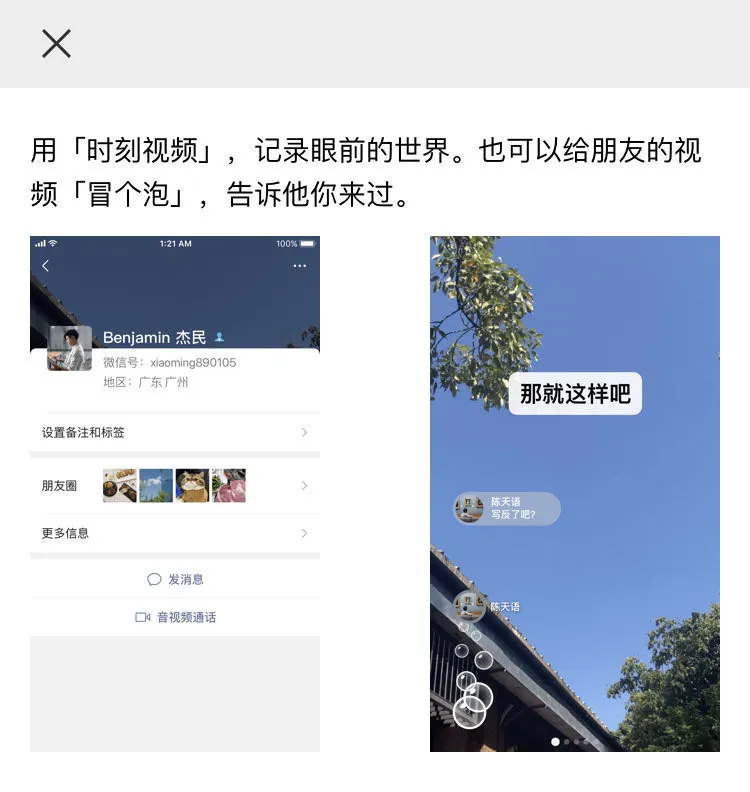 用「时刻视频」，记录眼前的世界。也可以给朋友的视
频「冒个泡」，告诉他你来过。
1:21 AM
100%
Benjamin 杰民
微信号：xiaoming890105
地区：广东 广州
设置备注和标签
朋友圈
更多信息
发消息
音视频通话
那就这样吧
陈天语
写反了吧?
陈天语